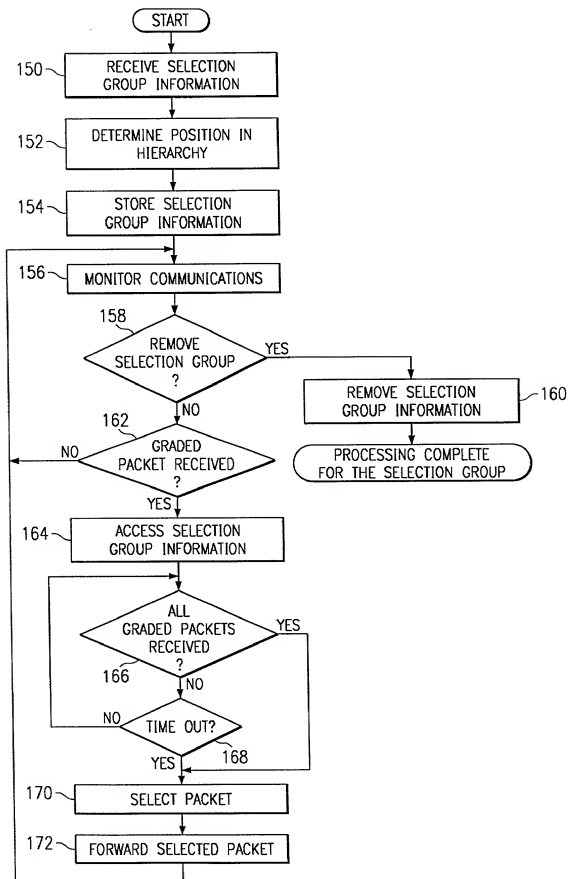 START
150
RECEIVE SELECTION
GROUP INFORMATION
152
DETERMINE POSITION IN
HIERARCHY
154
STORE SELECTION
GROUP INFORMATION
156
MONITOR COMMUNICATIONS
158
REMOVE
SELECTION GROUP
?
YES
NO
REMOVE SELECTION
GROUP INFORMATION
160
PROCESSING COMPLETE
FOR THE SELECTION GROUP
162
GRADED
PACKET RECEIVED
?
NO
YES
164
ACCESS SELECTION
GROUP INFORMATION
ALL
GRADED PACKETS
RECEIVED
?
YES
166
NO
TIME OUT?
NO
168
YES
170
SELECT PACKET
172
FORWARD SELECTED PACKET